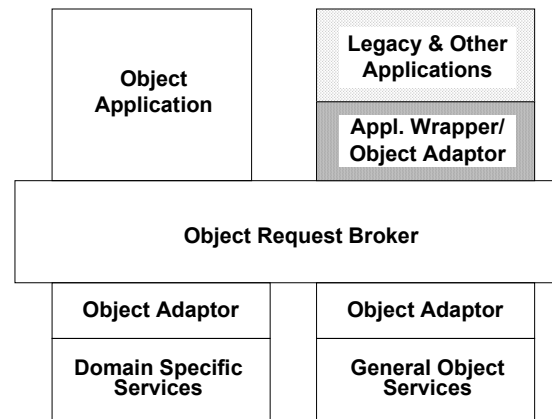 Object
Application
Legacy & Other
Applications
Appl. Wrapper/
Object Adaptor
Object Request Broker
Object Adaptor
Object Adaptor
Domain Specific
Services
General Object
Services